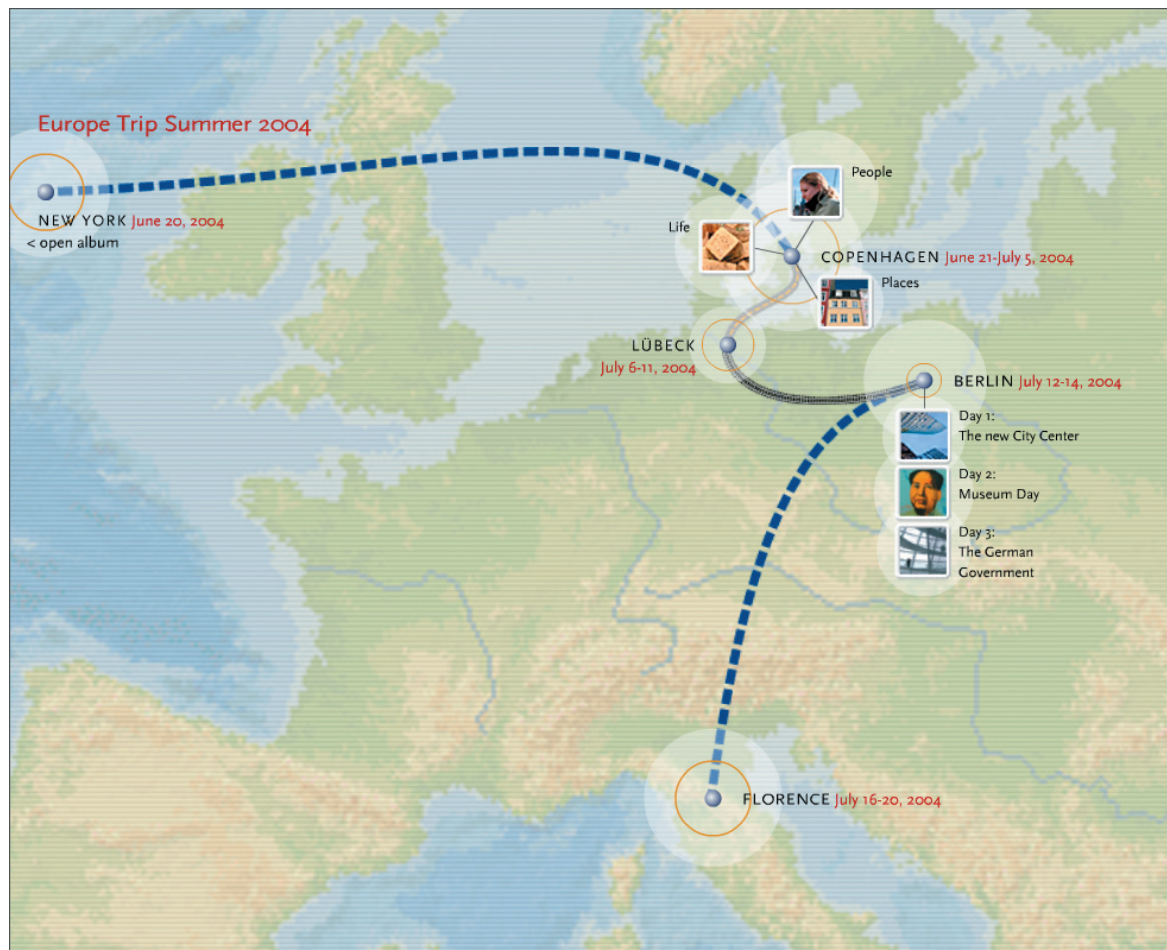 Europe Trip Summer 2004
NEW YORK June 20, 2004
< open album
People
Life
COPENHAGEN June 21-July 5, 2004
Places
LÜBECK
July 6-11, 2004
BERLIN July 12-14, 2004
Day 1:
The new City Center
Day 2:
Museum Day
Day 3:
The German
Government
FLORENCE July 16-20, 2004